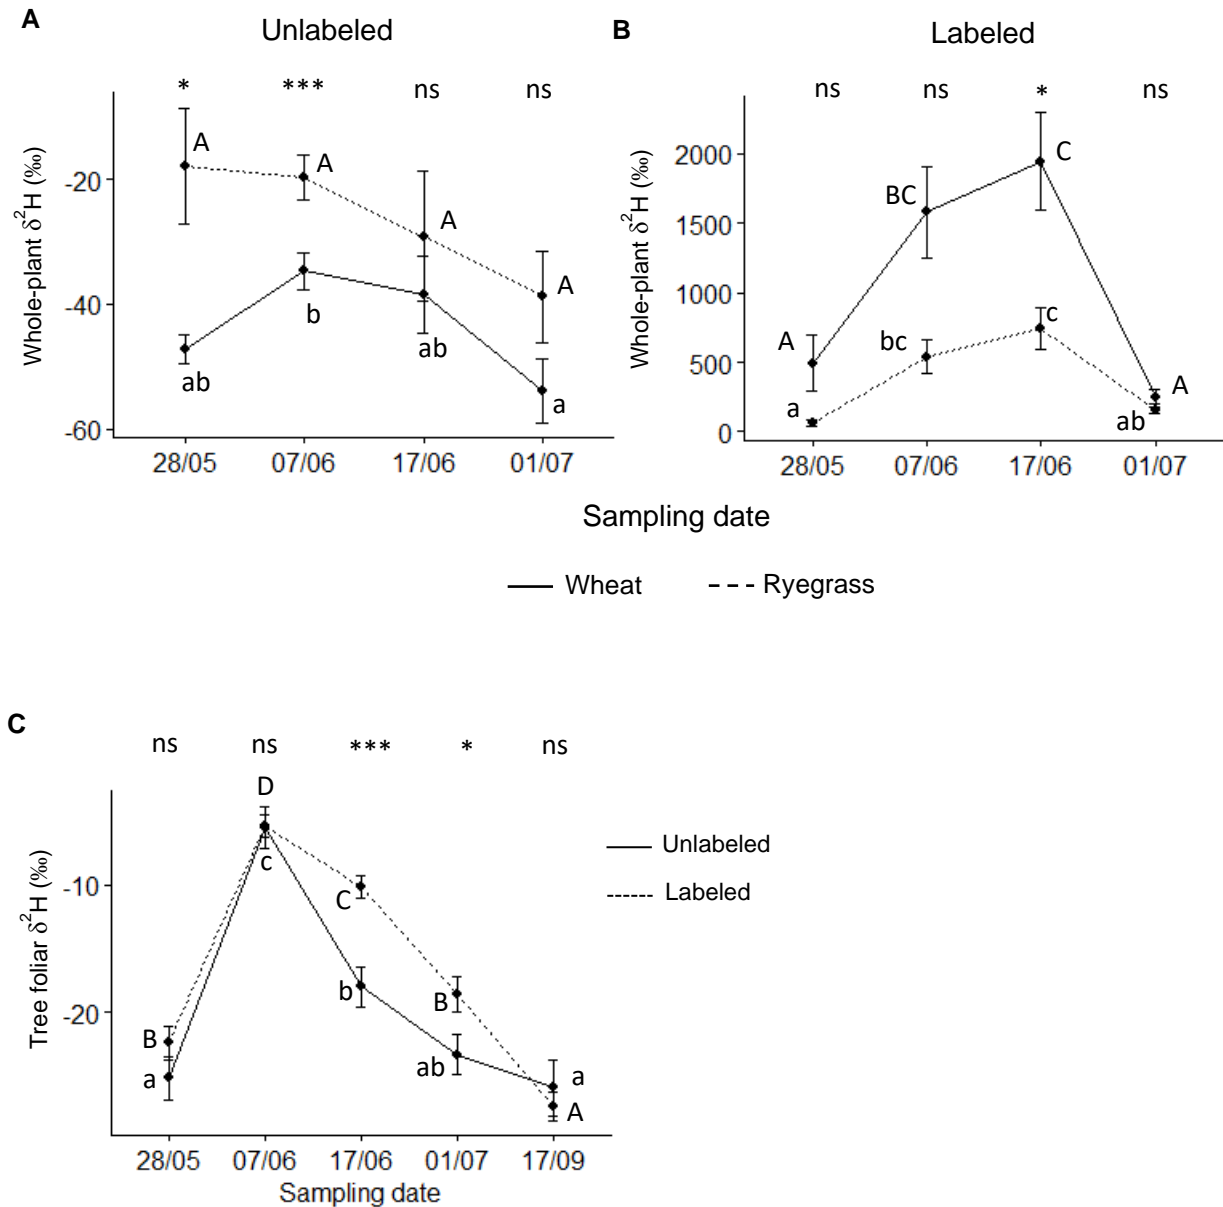 A
Unlabeled
* *** ns ns
Whole-plant δ²H (‰)
-20
-40
-60
A A A A
ab b ab a
28/05 07/06 17/06 01/07
B
Labeled
ns ns * ns
Whole-plant δ²H (‰)
2000
1500
1000
500
0
A BC C A
a bc c ab
28/05 07/06 17/06 01/07
Sampling date
Wheat Ryegrass
C
ns ns *** * ns
Tree foliar δ²H (‰)
-10
-20
B D C B A
a c b ab a
28/05 07/06 17/06 01/07 17/09
Sampling date
Unlabeled
Labeled